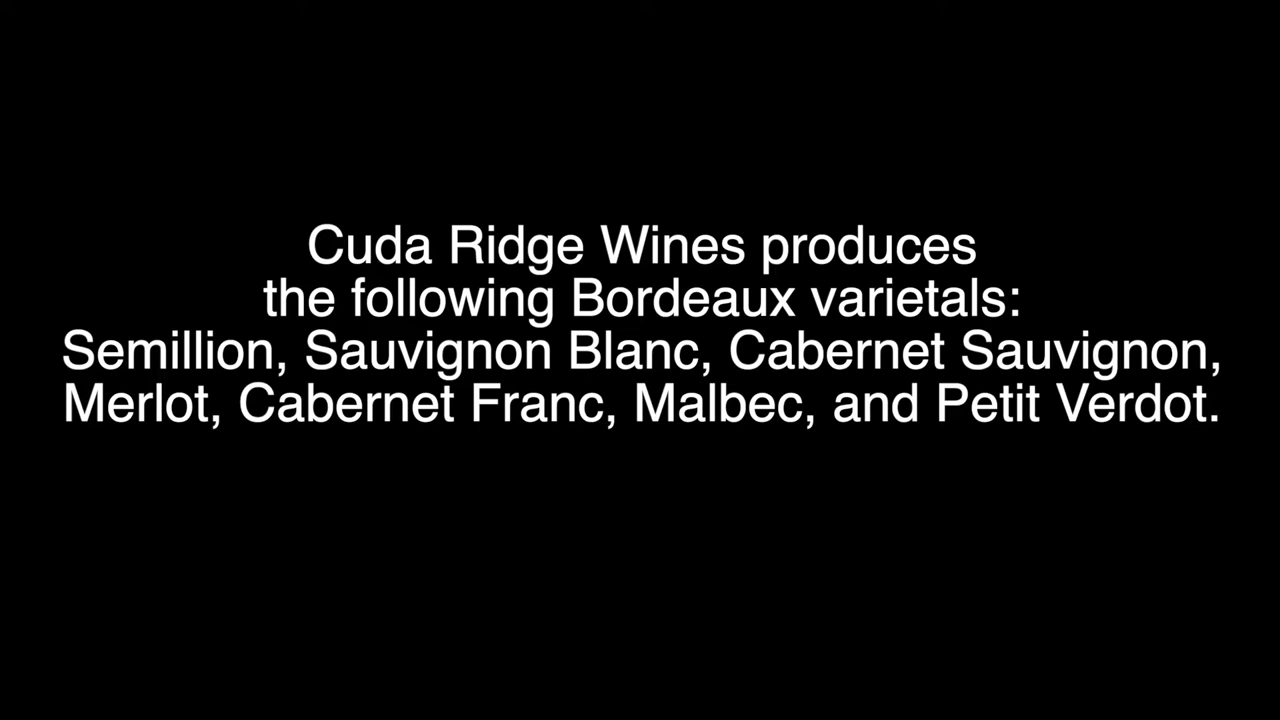 Cuda Ridge Wines produces
the following Bordeaux varietals:
Semillion, Sauvignon Blanc, Cabernet Sauvignon,
Merlot, Cabernet Franc, Malbec, and Petit Verdot.